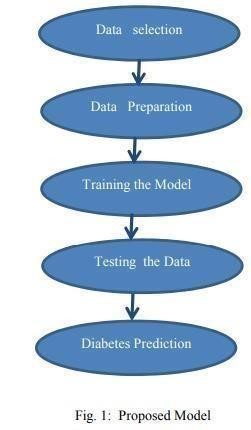 Data selection
Data Preparation
Training the Model
Testing the Data
Diabetes Prediction
Fig. 1: Proposed Model